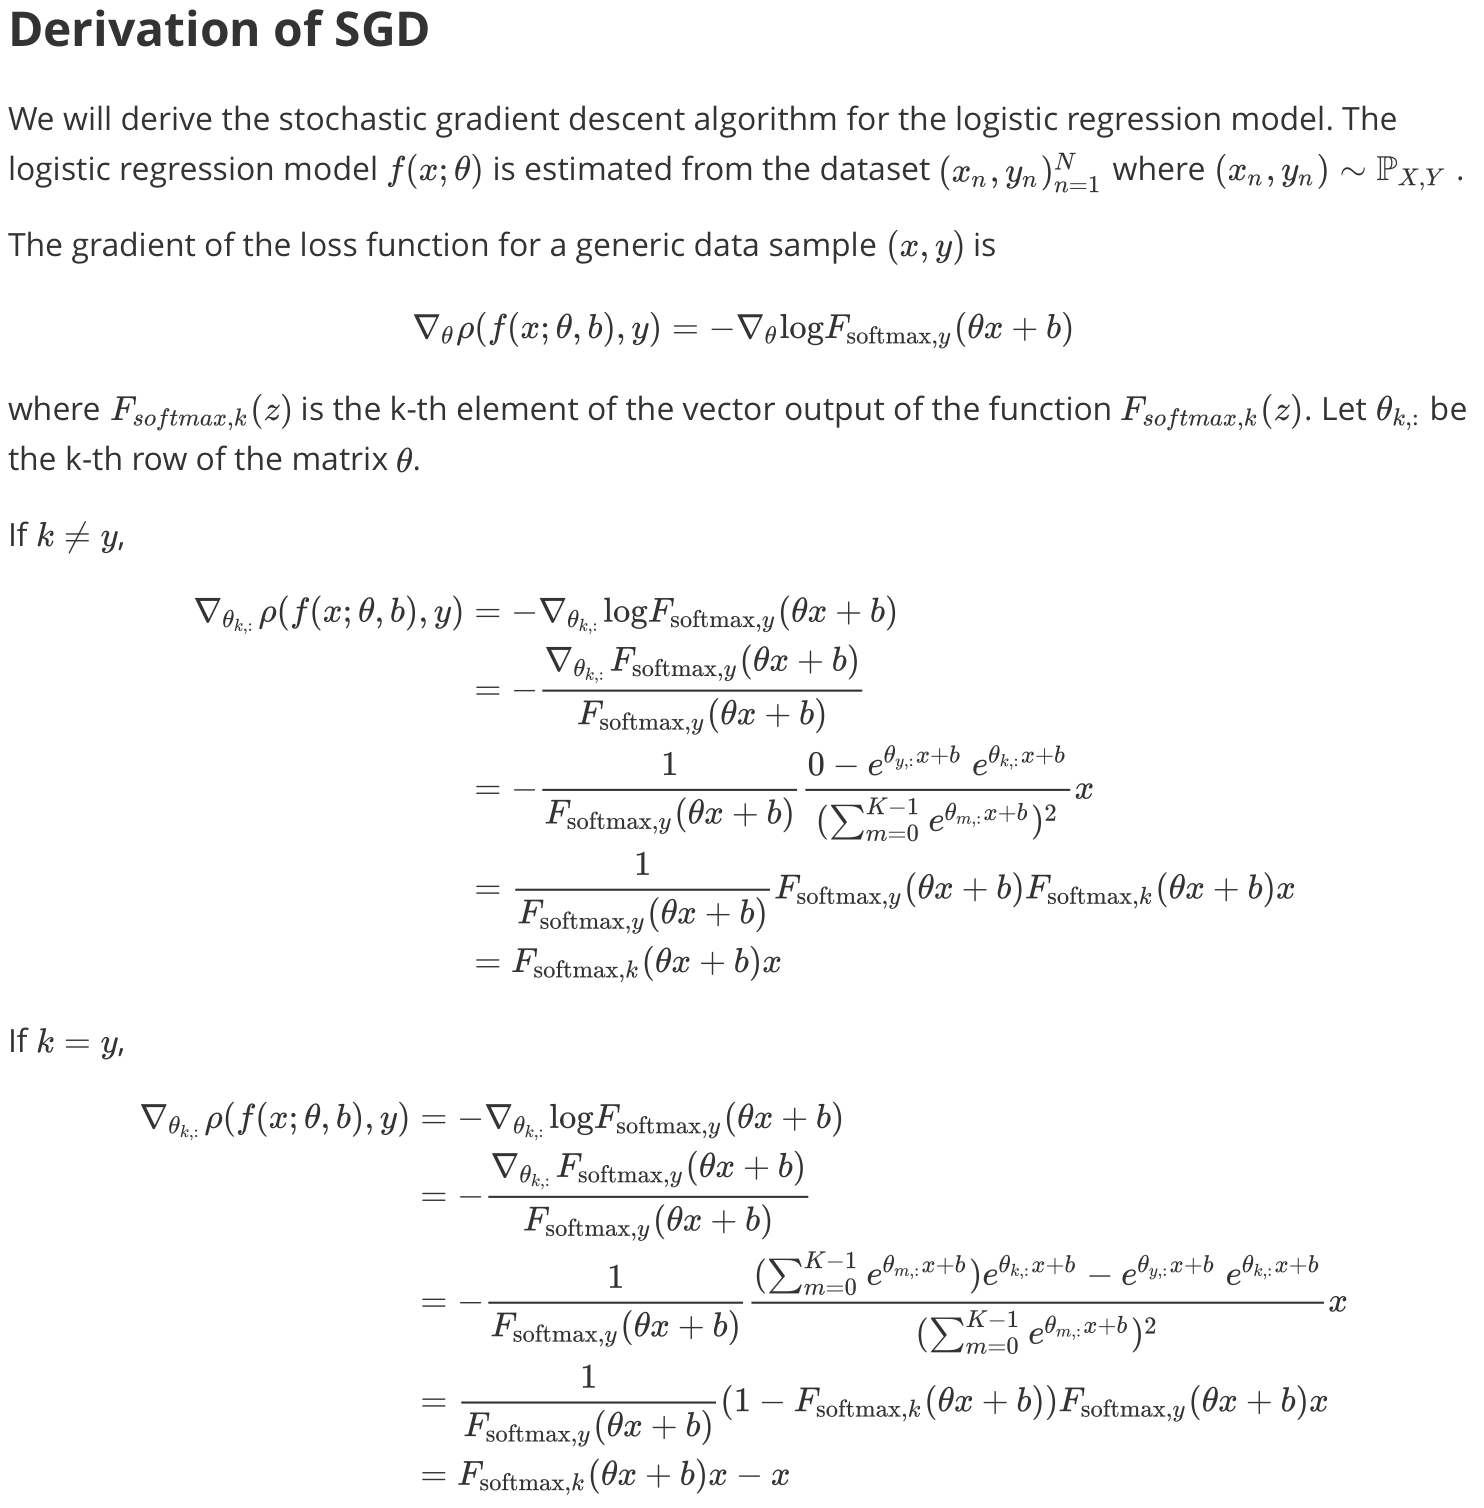 Derivation of SGD
We will derive the stochastic gradient descent algorithm for the logistic regression model. The
logistic regression model $f(x; \theta)$ is estimated from the dataset $(x_n, y_n)_{n=1}^N$ where $(x_n, y_n) \sim \mathbb{P}_{X,Y}$ .
The gradient of the loss function for a generic data sample $(x, y)$ is
$\nabla_\theta \rho(f(x; \theta, b), y) = -\nabla_\theta \log F_{\text{softmax},y}(\theta x + b)$
where $F_{softmax,k}(z)$ is the k-th element of the vector output of the function $F_{softmax,k}(z)$. Let $\theta_{k,:}$ be
the k-th row of the matrix $\theta$.
If $k \neq y$,
$\nabla_{\theta_{k,:}} \rho(f(x; \theta, b), y) = -\nabla_{\theta_{k,:}} \log F_{\text{softmax},y}(\theta x + b)$
$= -\frac{\nabla_{\theta_{k,:}} F_{\text{softmax},y}(\theta x + b)}{F_{\text{softmax},y}(\theta x + b)}$
$= -\frac{1}{F_{\text{softmax},y}(\theta x + b)} \frac{0 - e^{\theta_{y,:} x + b} \ e^{\theta_{k,:} x + b}}{(\sum_{m=0}^{K-1} e^{\theta_{m,:} x + b})^2} x$
$= \frac{1}{F_{\text{softmax},y}(\theta x + b)} F_{\text{softmax},y}(\theta x + b) F_{\text{softmax},k}(\theta x + b) x$
$= F_{\text{softmax},k}(\theta x + b) x$
If $k = y$,
$\nabla_{\theta_{k,:}} \rho(f(x; \theta, b), y) = -\nabla_{\theta_{k,:}} \log F_{\text{softmax},y}(\theta x + b)$
$= -\frac{\nabla_{\theta_{k,:}} F_{\text{softmax},y}(\theta x + b)}{F_{\text{softmax},y}(\theta x + b)}$
$= -\frac{1}{F_{\text{softmax},y}(\theta x + b)} \frac{(\sum_{m=0}^{K-1} e^{\theta_{m,:} x + b}) e^{\theta_{k,:} x + b} - e^{\theta_{y,:} x + b} \ e^{\theta_{k,:} x + b}}{(\sum_{m=0}^{K-1} e^{\theta_{m,:} x + b})^2} x$
$= \frac{1}{F_{\text{softmax},y}(\theta x + b)} (1 - F_{\text{softmax},k}(\theta x + b)) F_{\text{softmax},y}(\theta x + b) x$
$= F_{\text{softmax},k}(\theta x + b) x - x$